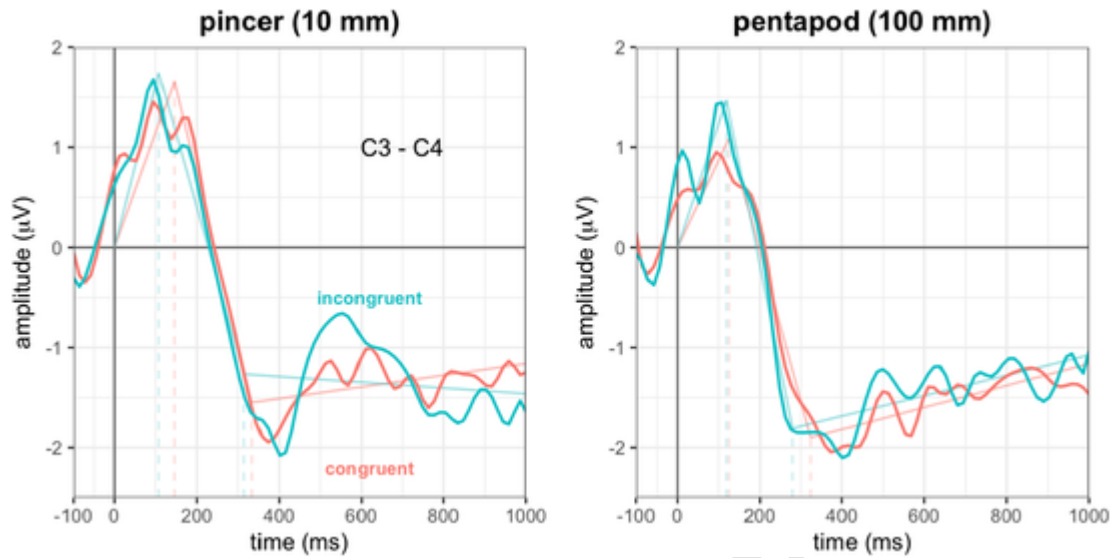 pincer (10 mm)
2
1
0
-1
-2
amplitude (μV)
C3 - C4
incongruent
congruent
-100 0 200 400 600 800 1000
time (ms)
pentapod (100 mm)
2
1
0
-1
-2
amplitude (μV)
-100 0 200 400 600 800 1000
time (ms)